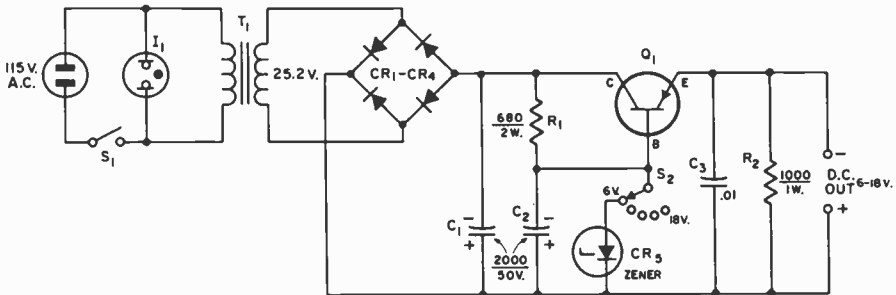 T1
I1
115 V.
A.C.
S1
25.2 V.
CR1-CR4
680
2W.
R1
Q1
C
E
B
S2
6V.
18V.
C1
-
+
C2
-
+
2000
50V.
CR5
ZENER
C3
.01
R2
1000
1W.
-
D.C.
OUT 6-18V.
+